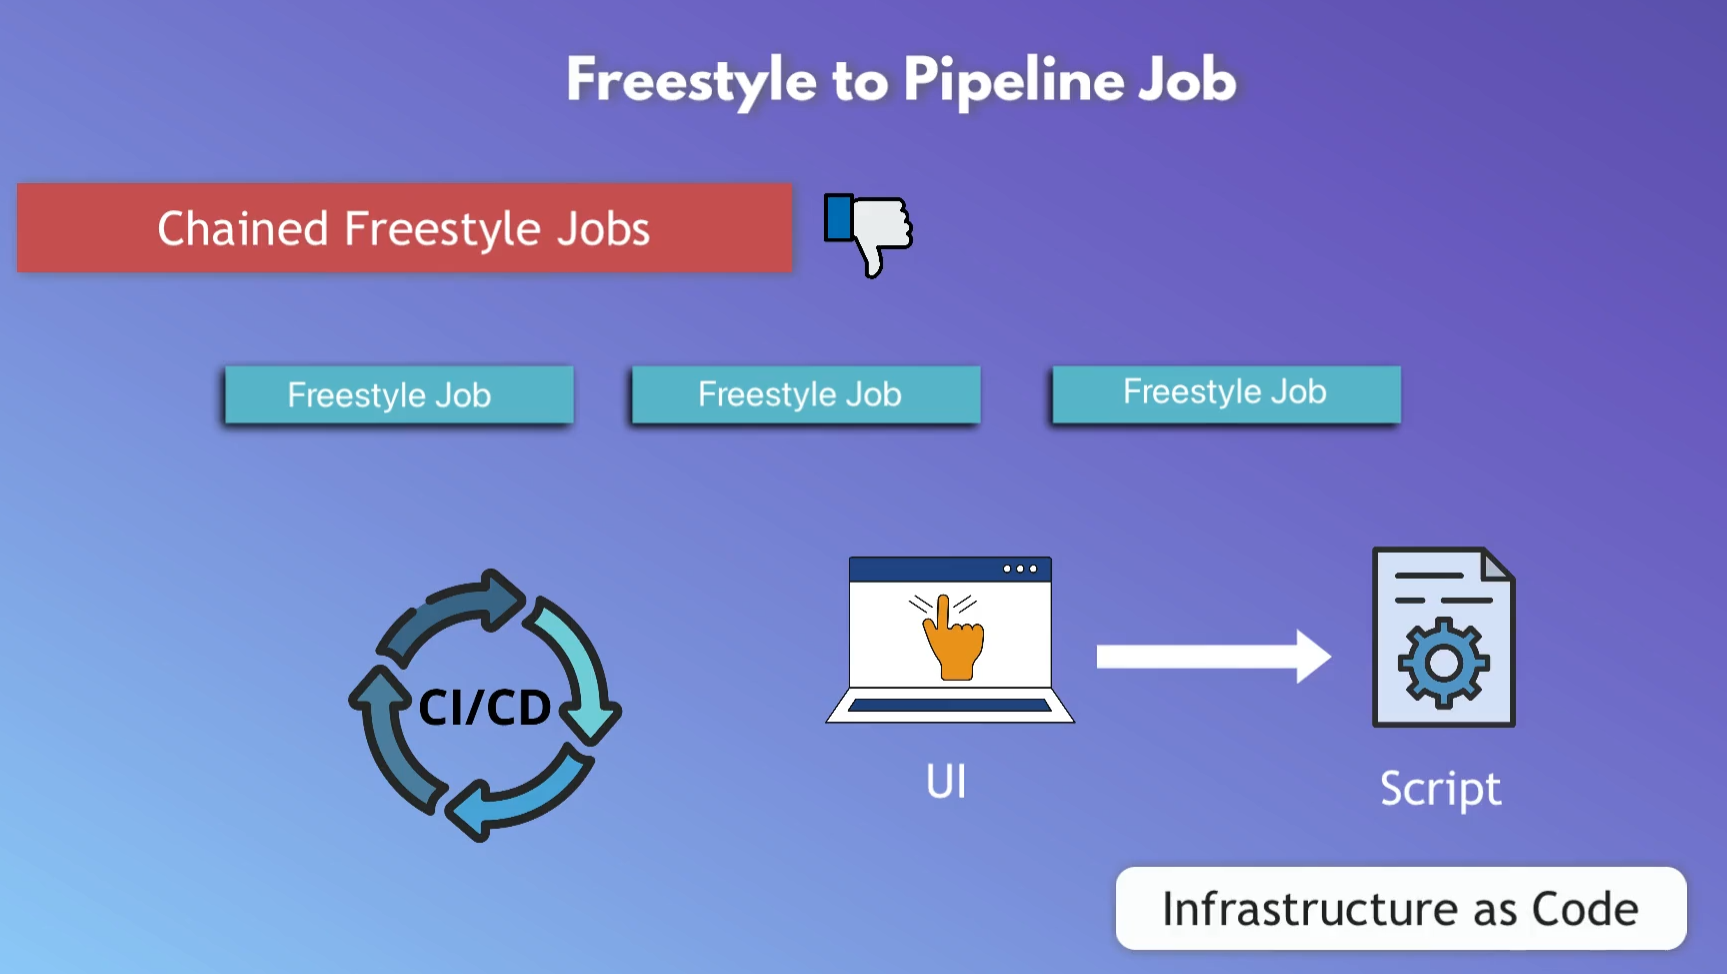 Freestyle to Pipeline Job
Chained Freestyle Jobs
Freestyle Job
Freestyle Job
Freestyle Job
CI/CD
UI
Script
Infrastructure as Code